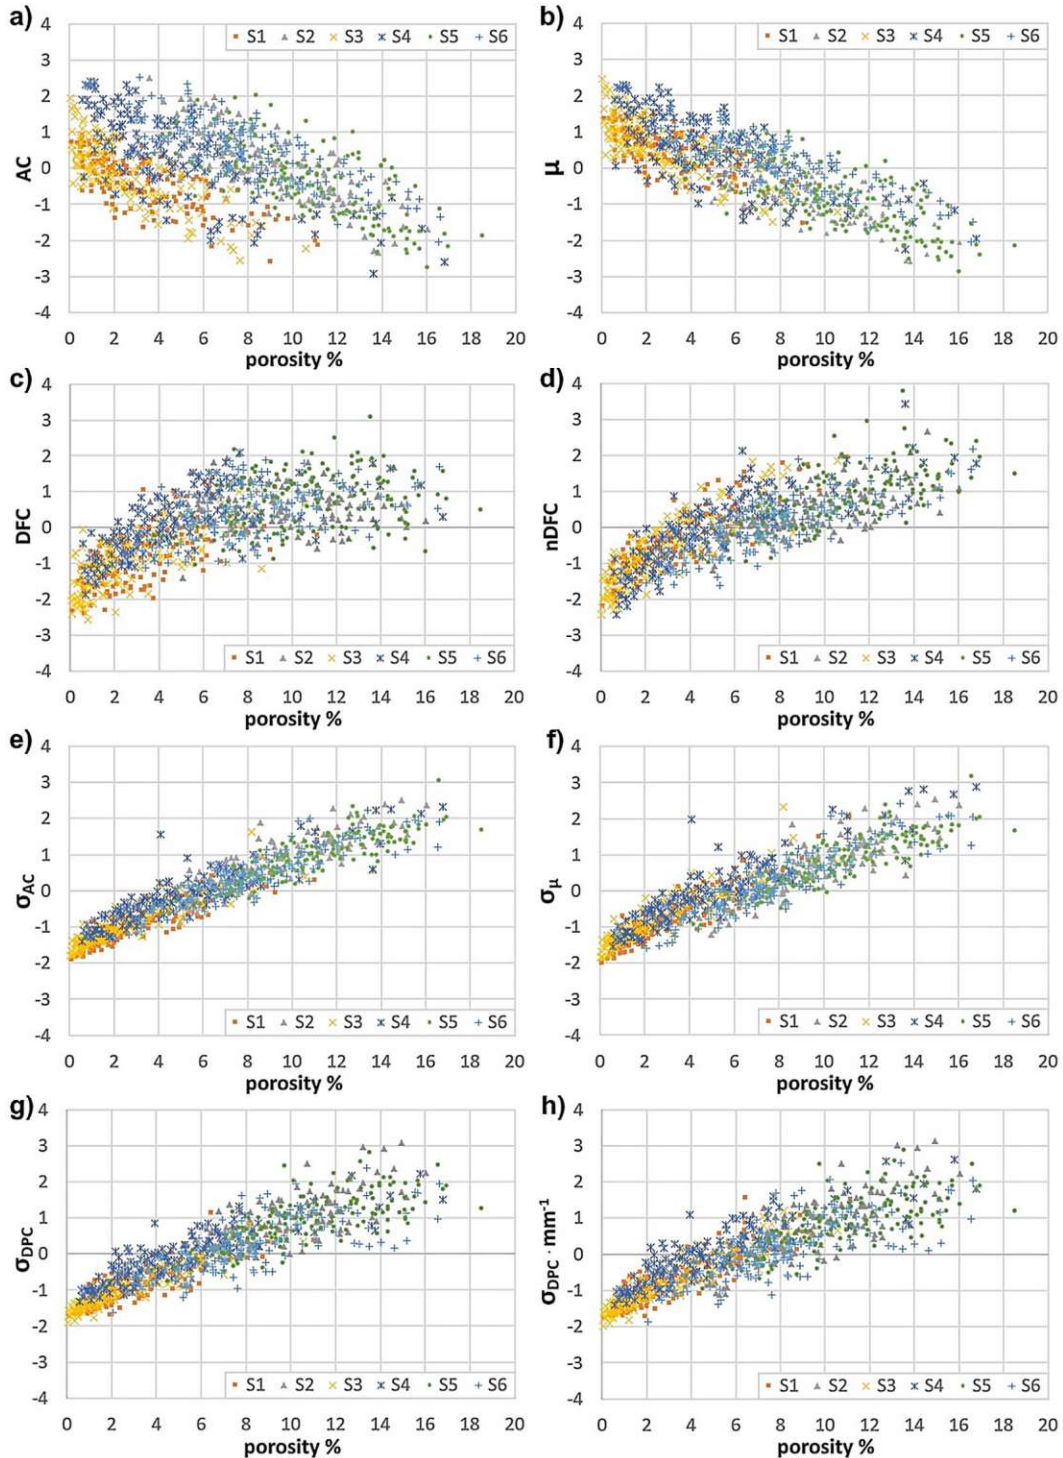 a)
4
3
2
1
0
-1
-2
-3
-4
AC
S1 S2 S3 S4 S5 S6
0 2 4 6 8 10 12 14 16 18 20
porosity %
b)
4
3
2
1
0
-1
-2
-3
-4
μ
S1 S2 S3 S4 S5 S6
0 2 4 6 8 10 12 14 16 18 20
porosity %
c)
4
3
2
1
0
-1
-2
-3
-4
DFC
S1 S2 S3 S4 S5 S6
0 2 4 6 8 10 12 14 16 18 20
porosity %
d)
4
3
2
1
0
-1
-2
-3
-4
nDFC
S1 S2 S3 S4 S5 S6
0 2 4 6 8 10 12 14 16 18 20
porosity %
e)
4
3
2
1
0
-1
-2
-3
-4
σAC
S1 S2 S3 S4 S5 S6
0 2 4 6 8 10 12 14 16 18 20
porosity %
f)
4
3
2
1
0
-1
-2
-3
-4
σμ
S1 S2 S3 S4 S5 S6
0 2 4 6 8 10 12 14 16 18 20
porosity %
g)
4
3
2
1
0
-1
-2
-3
-4
σDPC
S1 S2 S3 S4 S5 S6
0 2 4 6 8 10 12 14 16 18 20
porosity %
h)
4
3
2
1
0
-1
-2
-3
-4
σDPC · mm⁻¹
S1 S2 S3 S4 S5 S6
0 2 4 6 8 10 12 14 16 18 20
porosity %